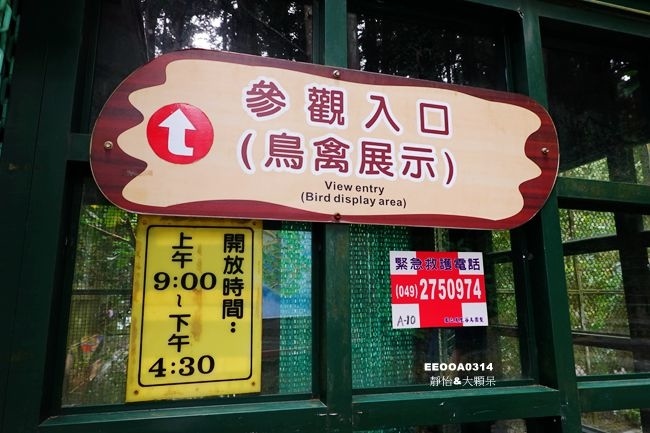 參觀入口
(鳥禽展示)
View entry
(Bird display area)
開放時間：
上午
9:00
～下午
4:30
緊急救護電話
(049) 2750974
A-10
EEOOA0314
靜怡&大顆呆